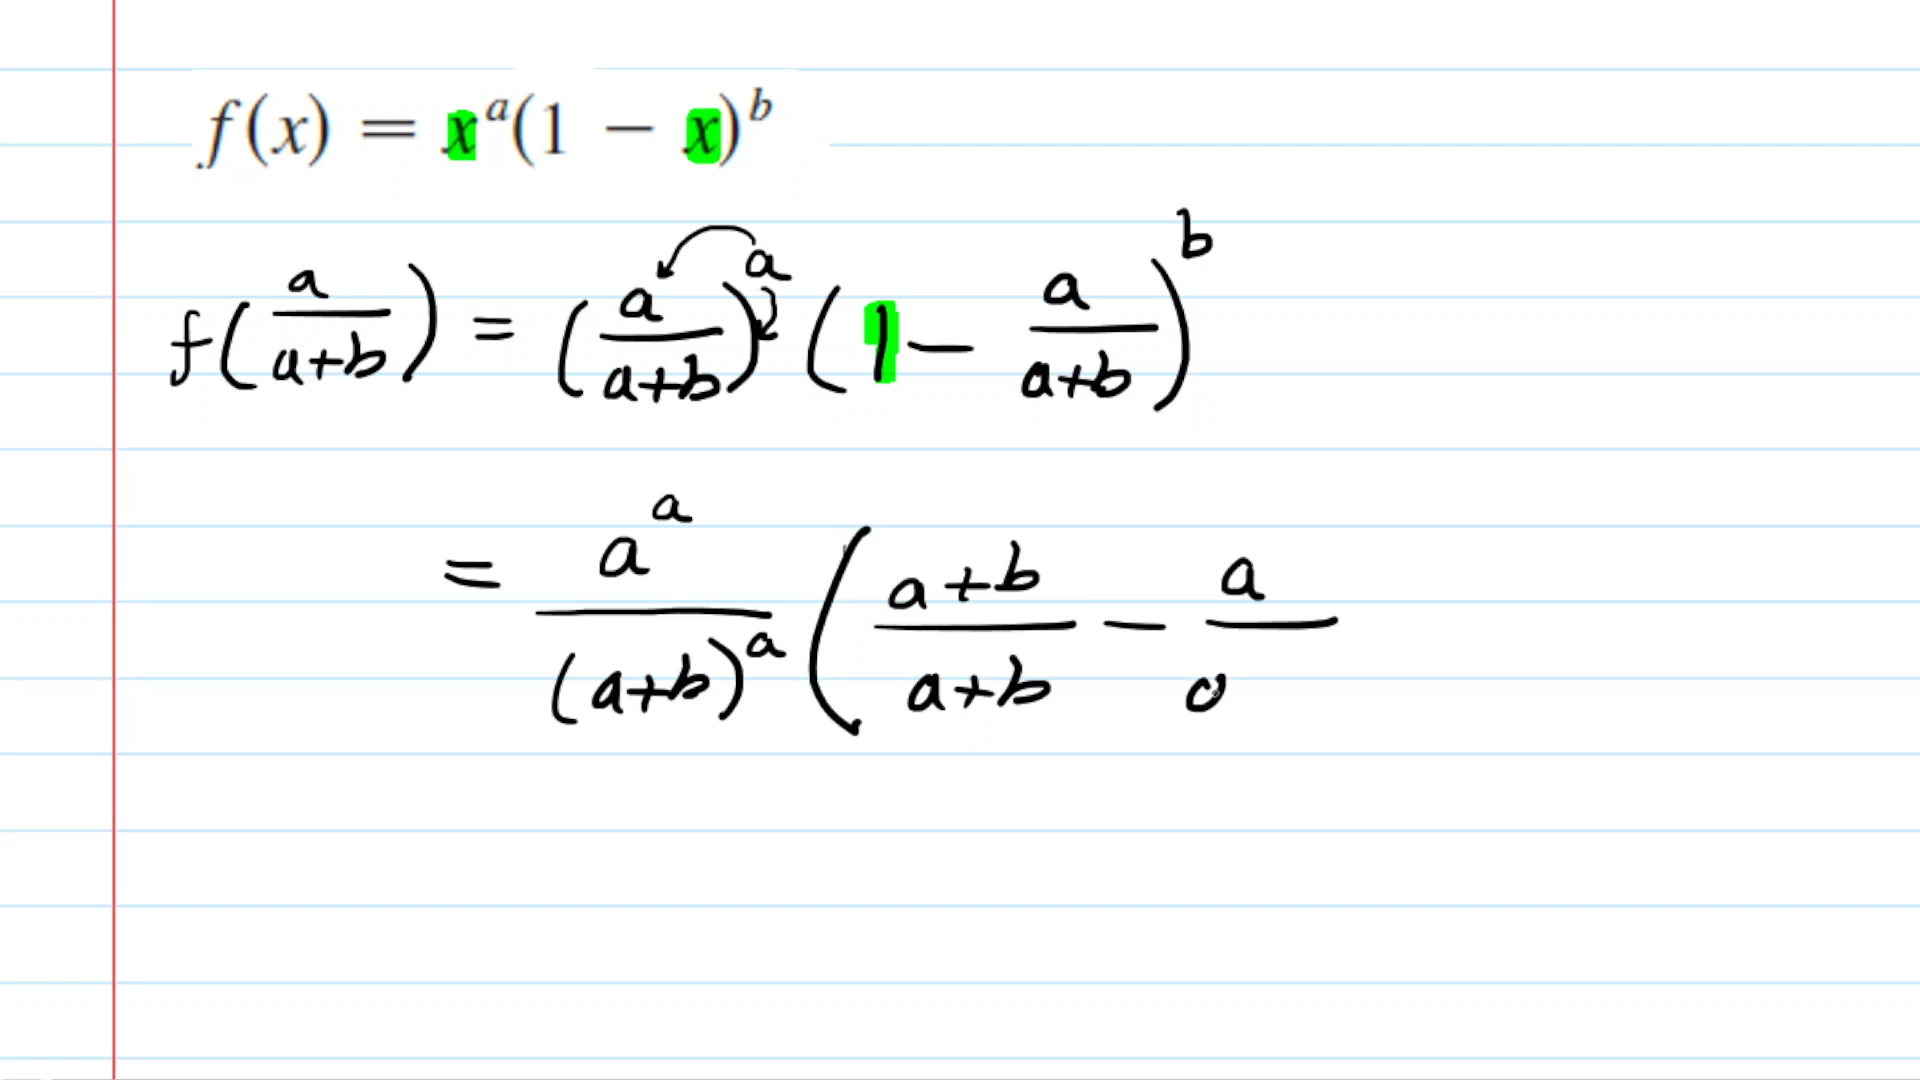 f(x) = x^a(1 − x)^b
f(a/(a+b)) = (a/(a+b))^a (1 − a/(a+b))^b
= a^a/(a+b)^a ((a+b)/(a+b) − a/